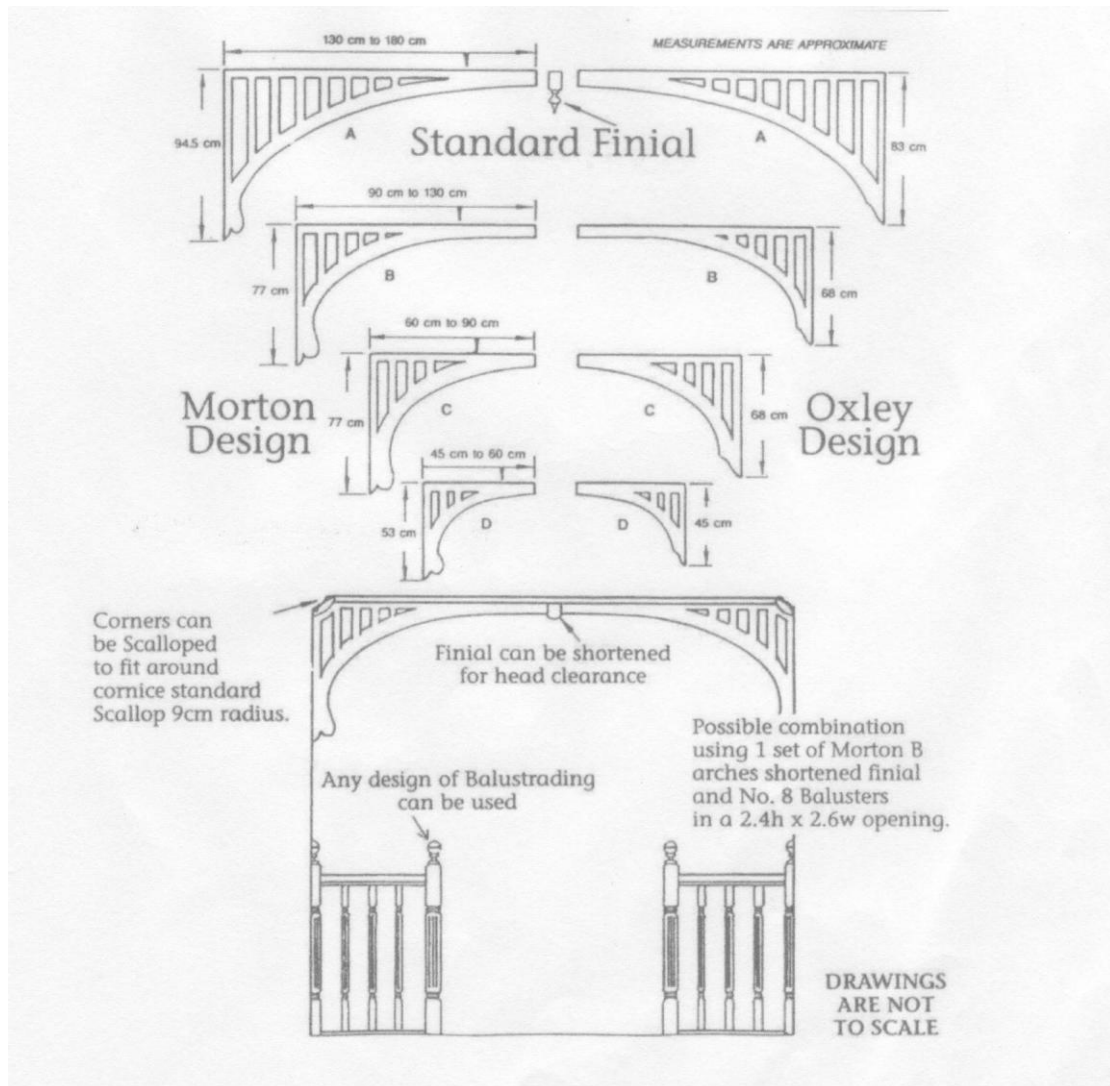 130 cm to 180 cm
MEASUREMENTS ARE APPROXIMATE
94.5 cm
A
Standard Finial
A
83 cm
90 cm to 130 cm
77 cm
B
B
68 cm
60 cm to 90 cm
Morton
Design
77 cm
C
C
68 cm
Oxley
Design
45 cm to 60 cm
53 cm
D
D
45 cm
Corners can
be Scalloped
to fit around
cornice standard
Scallop 9cm radius.
Finial can be shortened
for head clearance
Possible combination
using 1 set of Morton B
arches shortened finial
and No. 8 Balusters
in a 2.4h x 2.6w opening.
Any design of Balustrading
can be used
DRAWINGS
ARE NOT
TO SCALE